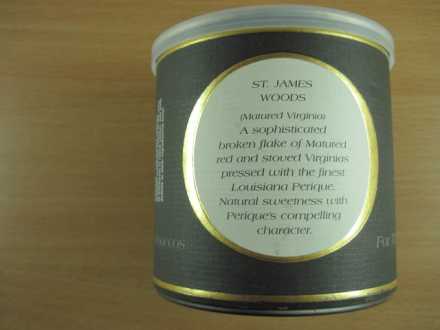 ST. JAMES
WOODS
(Matured Virginia)
A sophisticated
broken flake of Matured
red and stoved Virginias
pressed with the finest
Louisiana Perique.
Natural sweetness with
Perique's compelling
character.